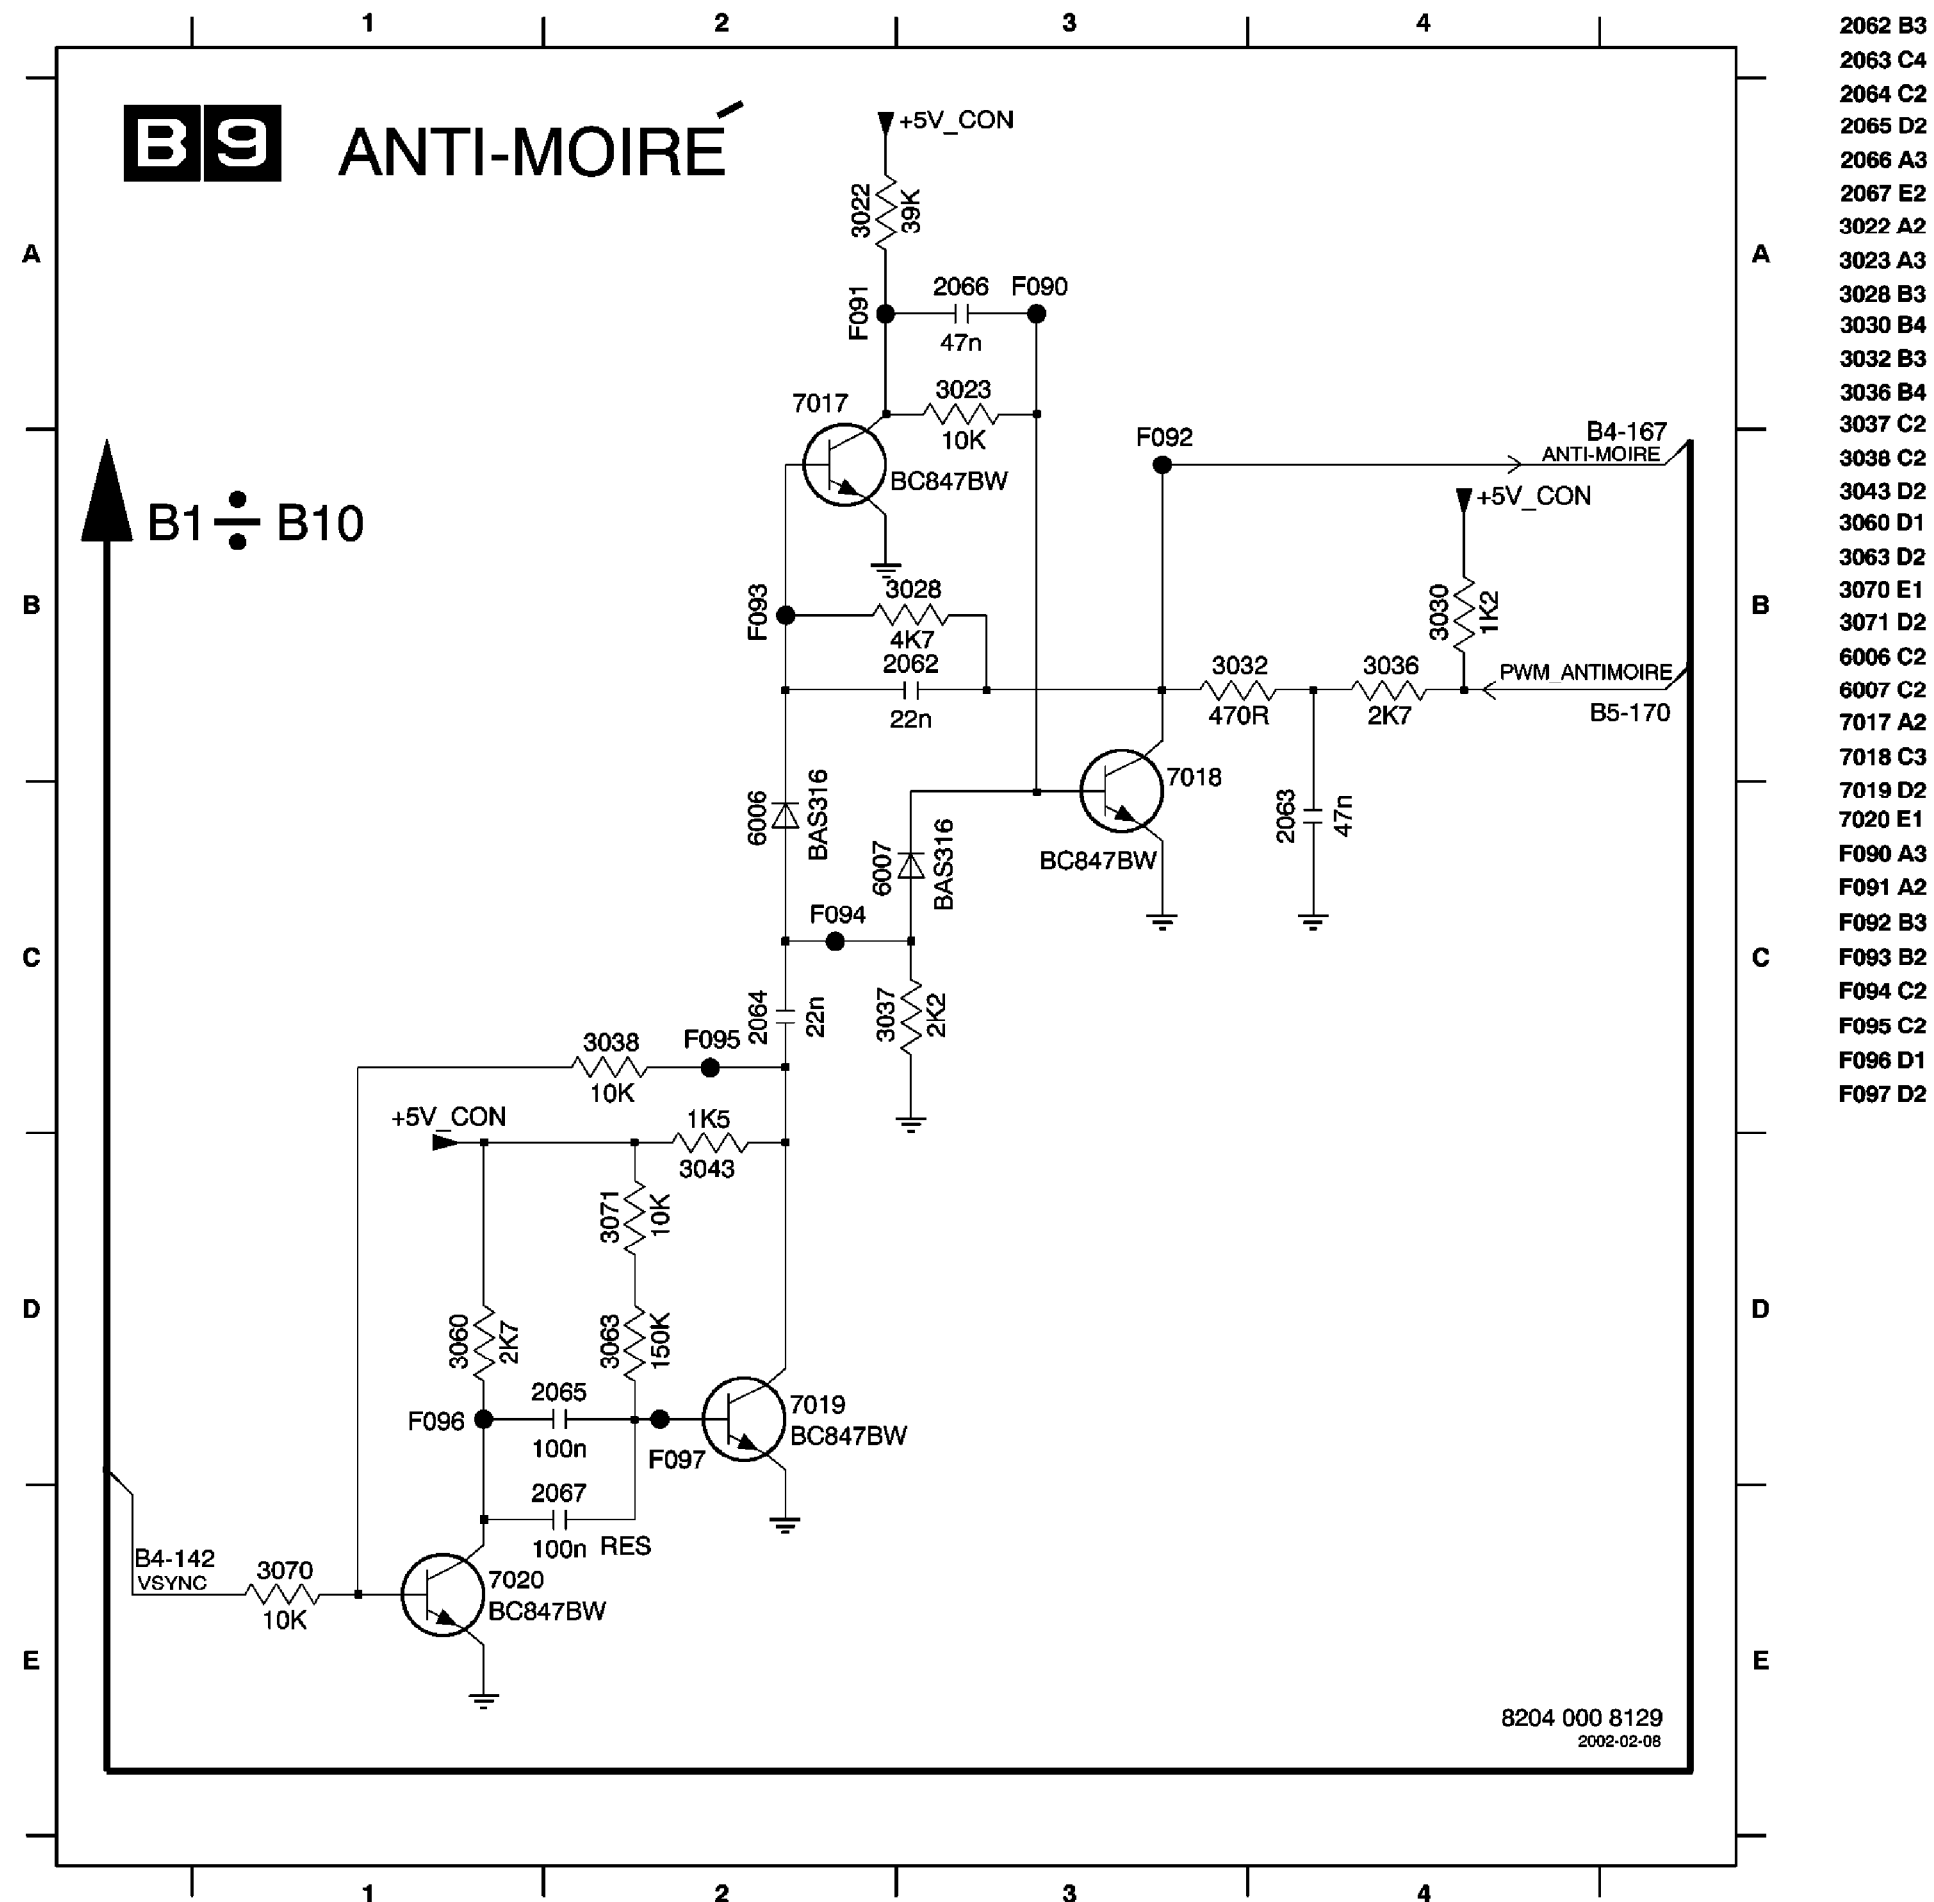 1 2 3 4
B9 ANTI-MOIRÉ
+5V_CON
3022
39K
A A
F091
2066 F090
47n
7017
3023
10K
BC847BW
F092
B4-167
ANTI-MOIRE
+5V_CON
B1 ÷ B10
B B
F093
3028
4K7
2062
22n
3030
1K2
3032
470R
3036
2K7
PWM_ANTIMOIRE
B5-170
7018
BC847BW
6006
BAS316
6007
BAS316
2063
47n
F094
C C
2064
22n
3037
2K2
3038
10K
F095
+5V_CON
1K5
3043
3071
10K
D D
3060
2K7
3063
150K
2065
100n
F096
F097
7019
BC847BW
2067
100n RES
B4-142
VSYNC
3070
10K
7020
BC847BW
E E
8204 000 8129
2002-02-08
1 2 3 4
2062 B3
2063 C4
2064 C2
2065 D2
2066 A3
2067 E2
3022 A2
3023 A3
3028 B3
3030 B4
3032 B3
3036 B4
3037 C2
3038 C2
3043 D2
3060 D1
3063 D2
3070 E1
3071 D2
6006 C2
6007 C2
7017 A2
7018 C3
7019 D2
7020 E1
F090 A3
F091 A2
F092 B3
F093 B2
F094 C2
F095 C2
F096 D1
F097 D2